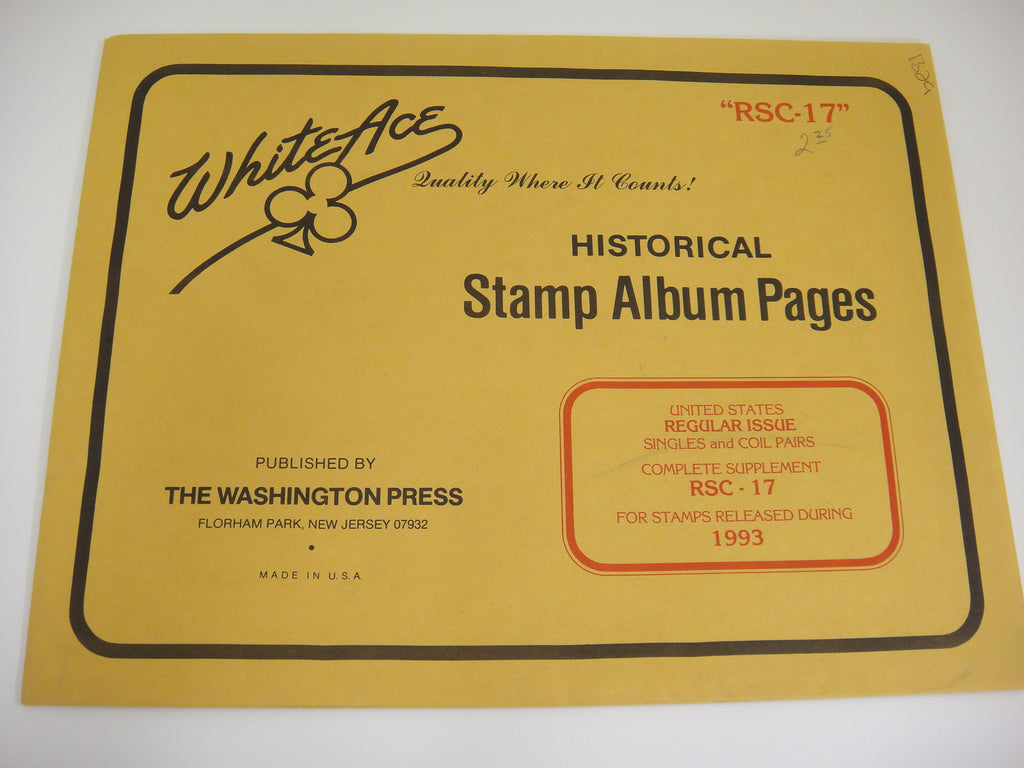 "RSC-17"
2 25
WhiteAce
Quality Where It Counts!
HISTORICAL
Stamp Album Pages
UNITED STATES
REGULAR ISSUE
SINGLES and COIL PAIRS
COMPLETE SUPPLEMENT
RSC - 17
FOR STAMPS RELEASED DURING
1993
PUBLISHED BY
THE WASHINGTON PRESS
FLORHAM PARK, NEW JERSEY 07932
•
MADE IN U.S.A.